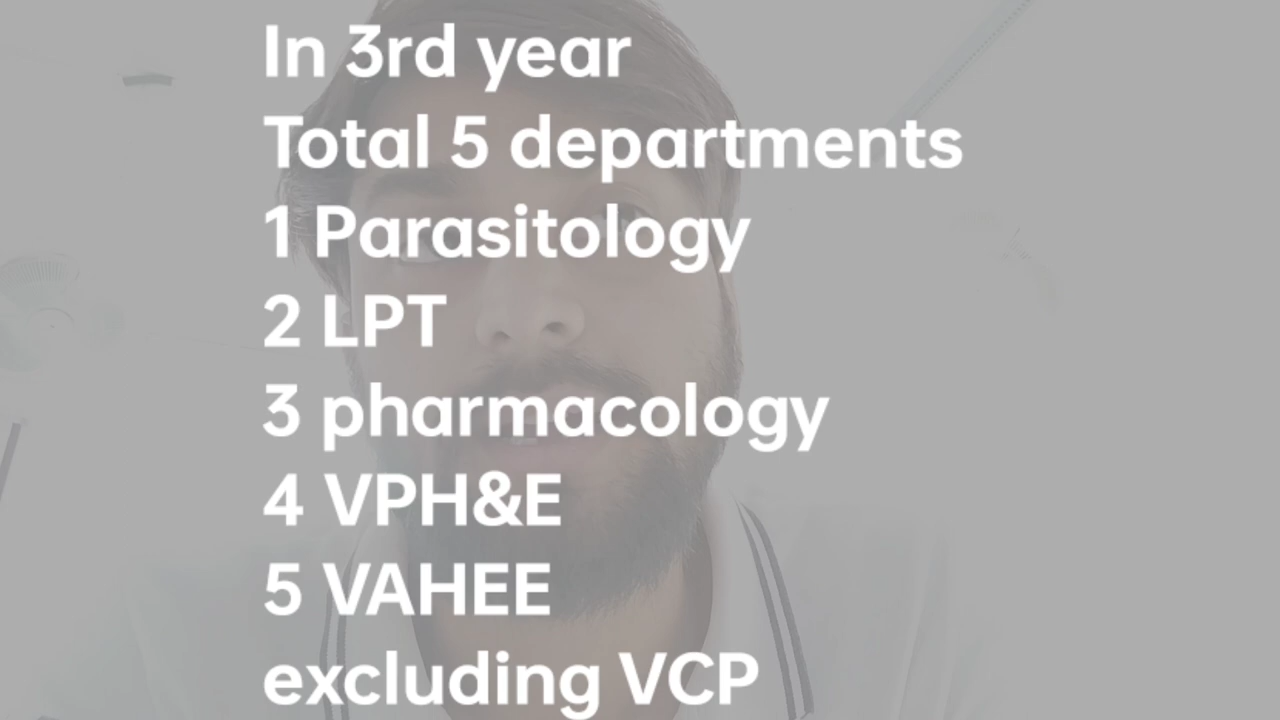 In 3rd year
Total 5 departments
1 Parasitology
2 LPT
3 pharmacology
4 VPH&E
5 VAHEE
excluding VCP